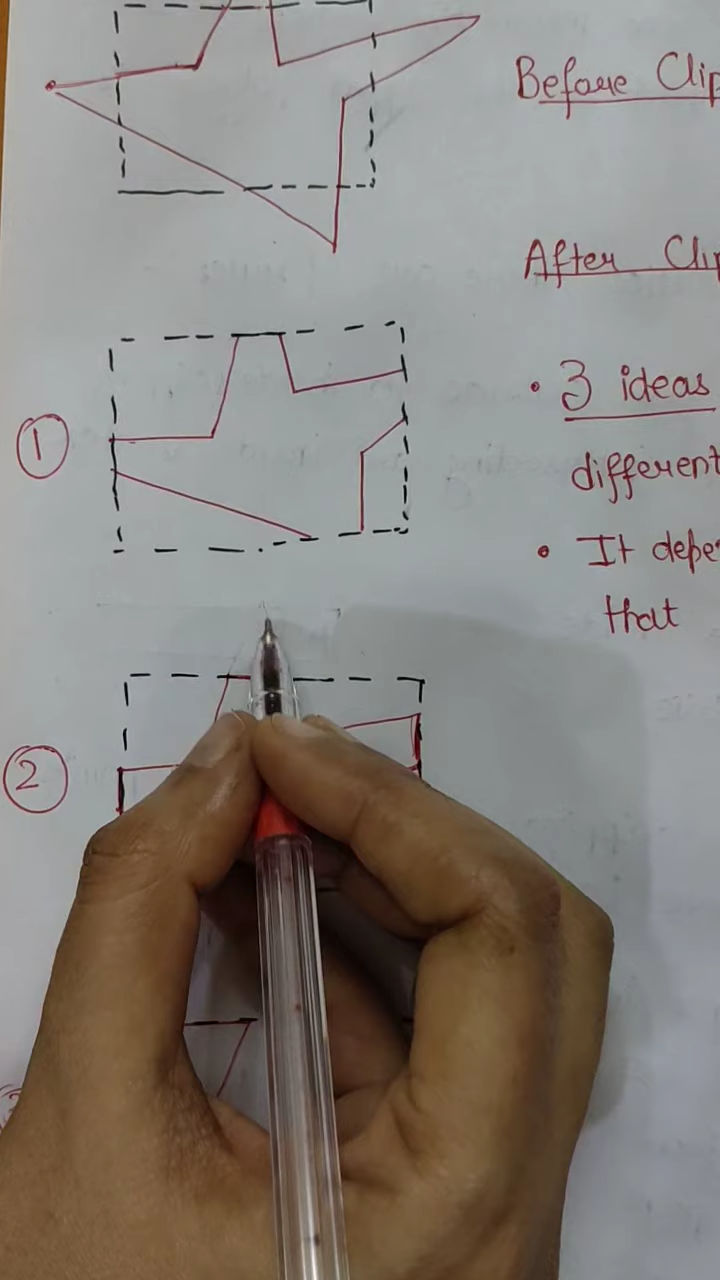 Before Clip
After Clip
1
• 3 ideas
different
• It depe
that
2